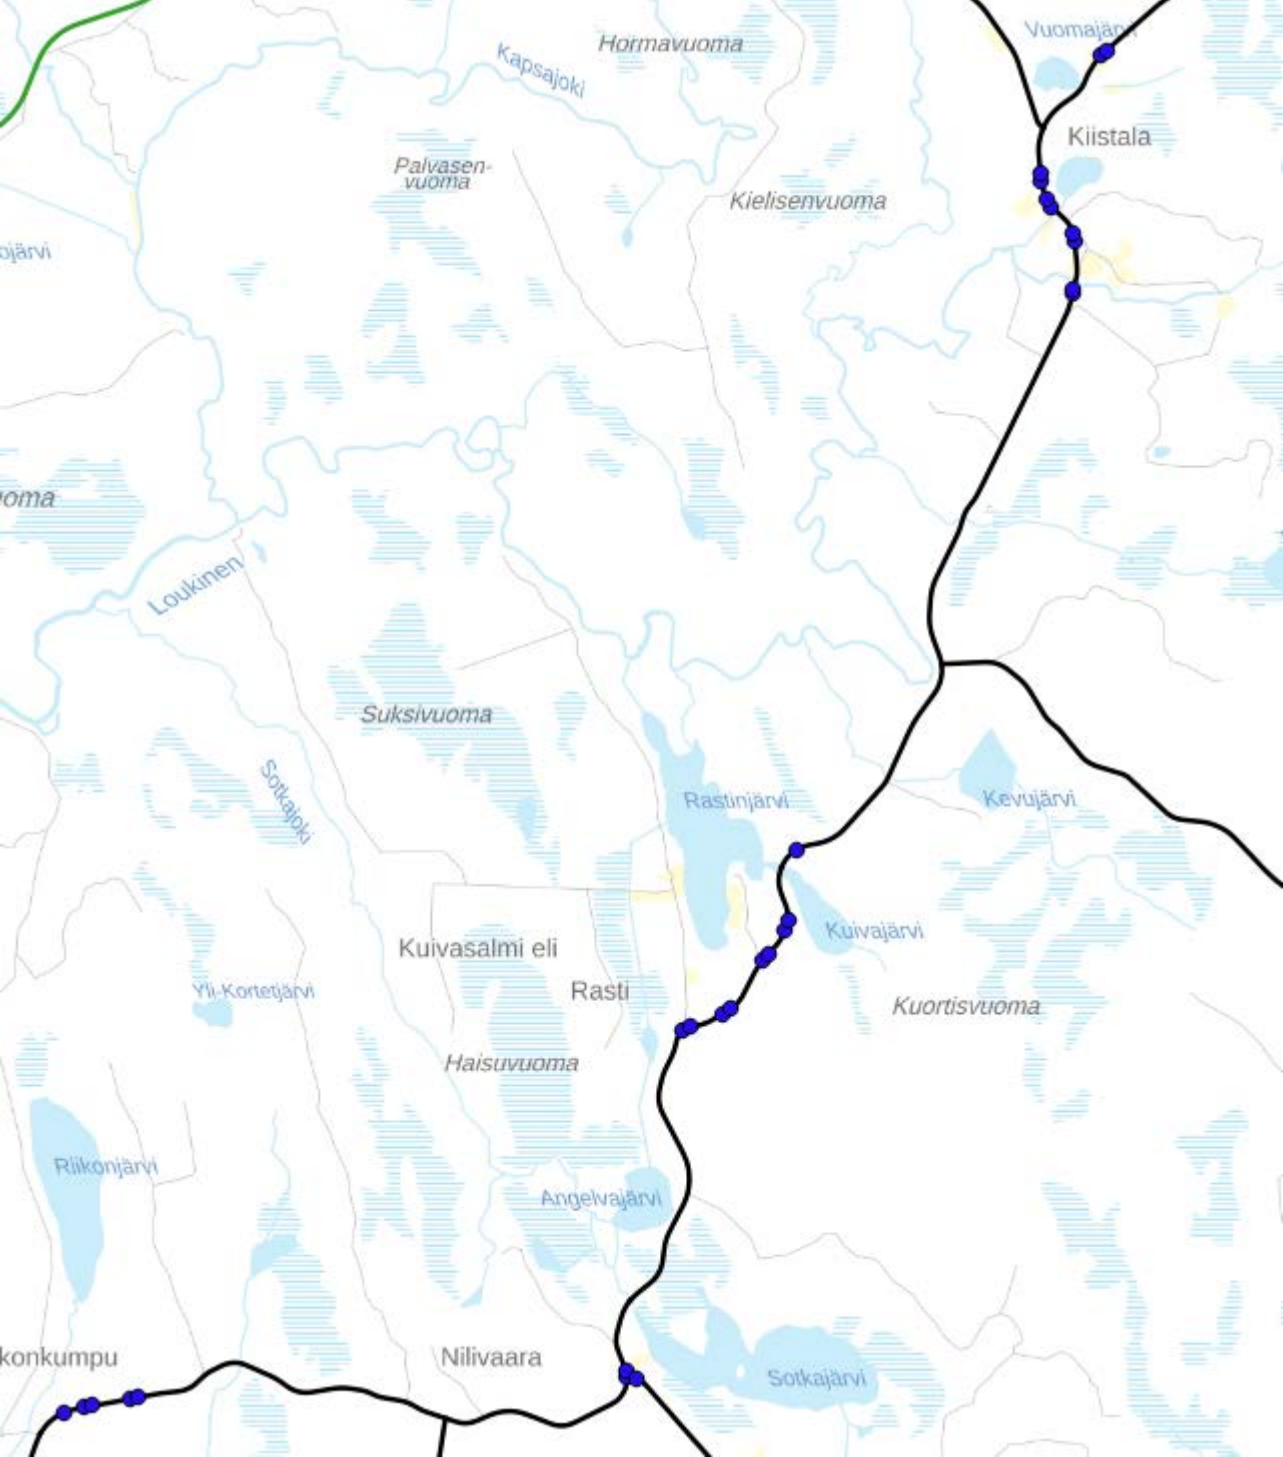 Vuomajärvi
Hormavuoma
Kapsajoki
Kiistala
Palvasen-
vuoma
Kielisenvuoma
ojärvi
uoma
Loukinen
Suksivuoma
Sotkajoki
Rastinjärvi
Kevujärvi
Kuivajärvi
Kuivasalmi eli
Rasti
Yli-Kortetjärvi
Kuortisvuoma
Haisuvuoma
Riikonjärvi
Angelvajärvi
konkumpu
Nilivaara
Sotkajärvi